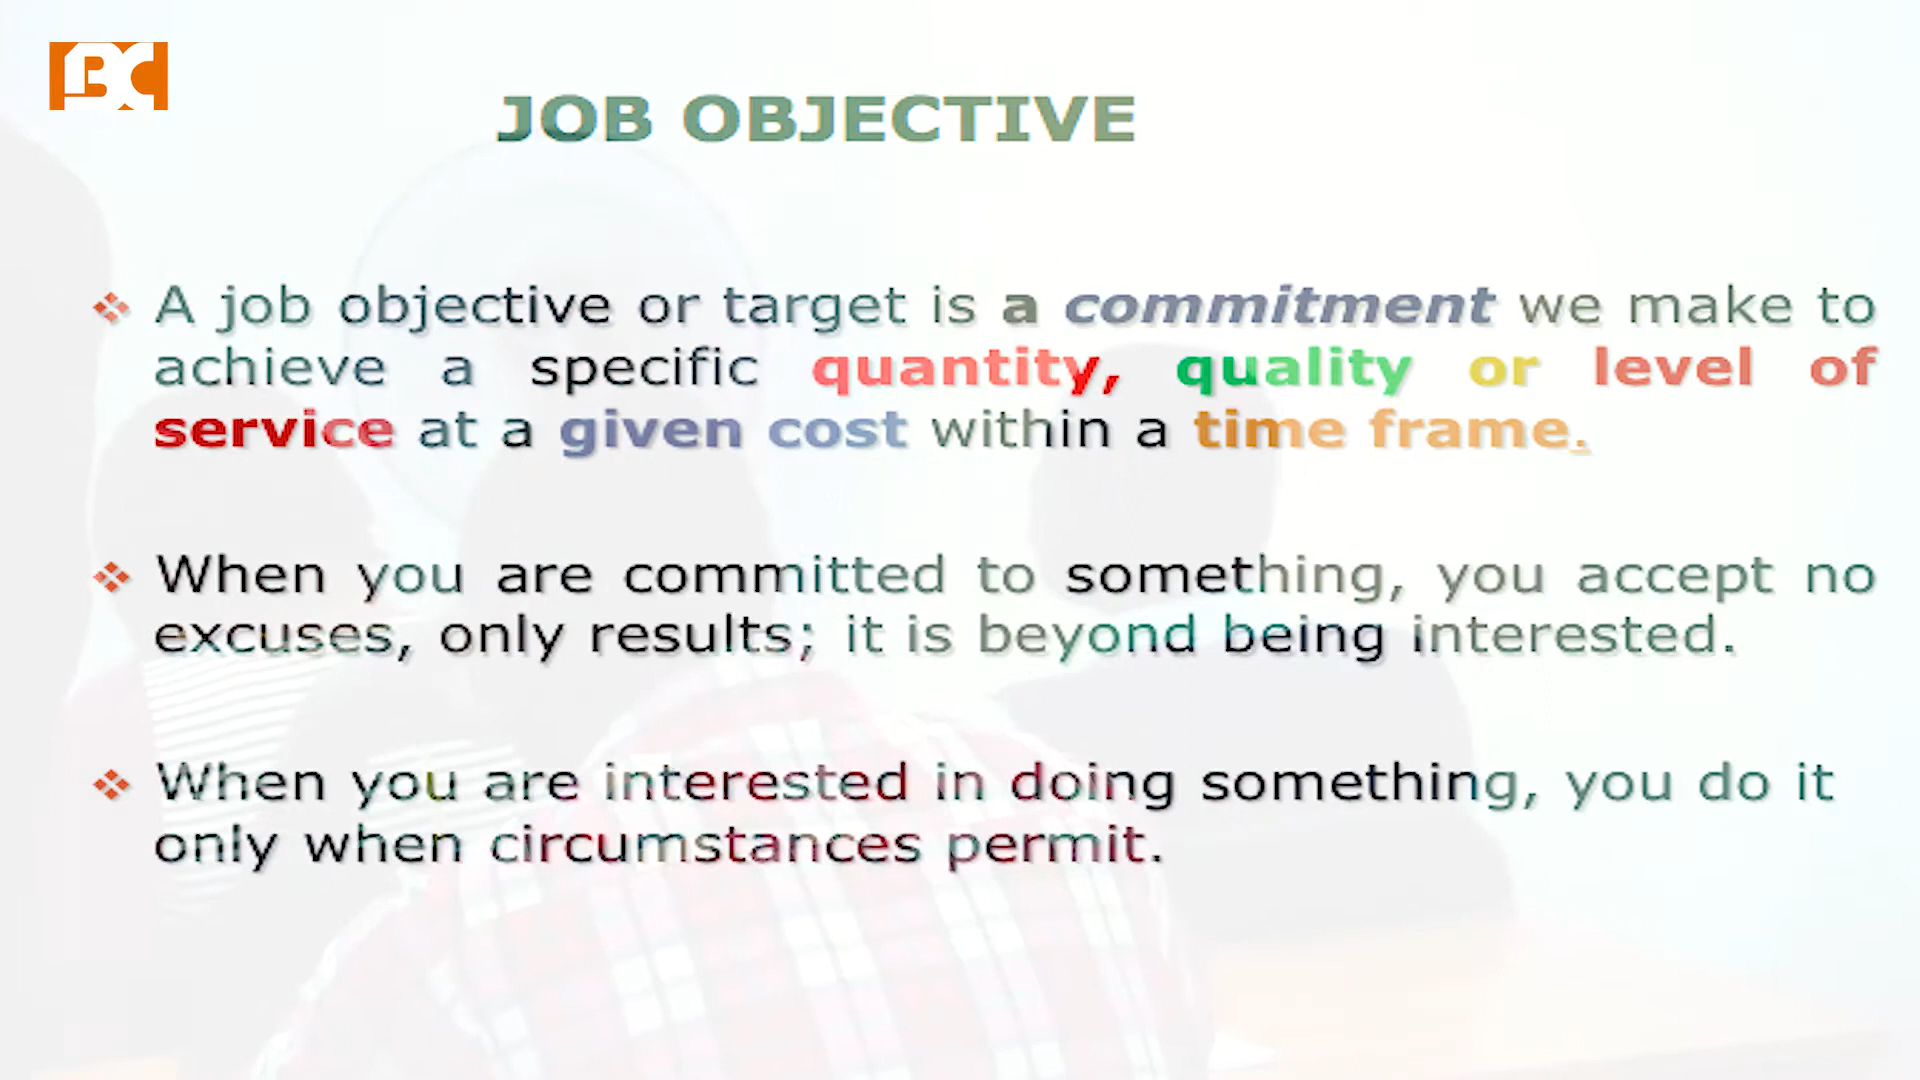 BC
JOB OBJECTIVE
A job objective or target is a commitment we make to
achieve a specific quantity, quality or level of
service at a given cost within a time frame.
When you are committed to something, you accept no
excuses, only results; it is beyond being interested.
When you are interested in doing something, you do it
only when circumstances permit.